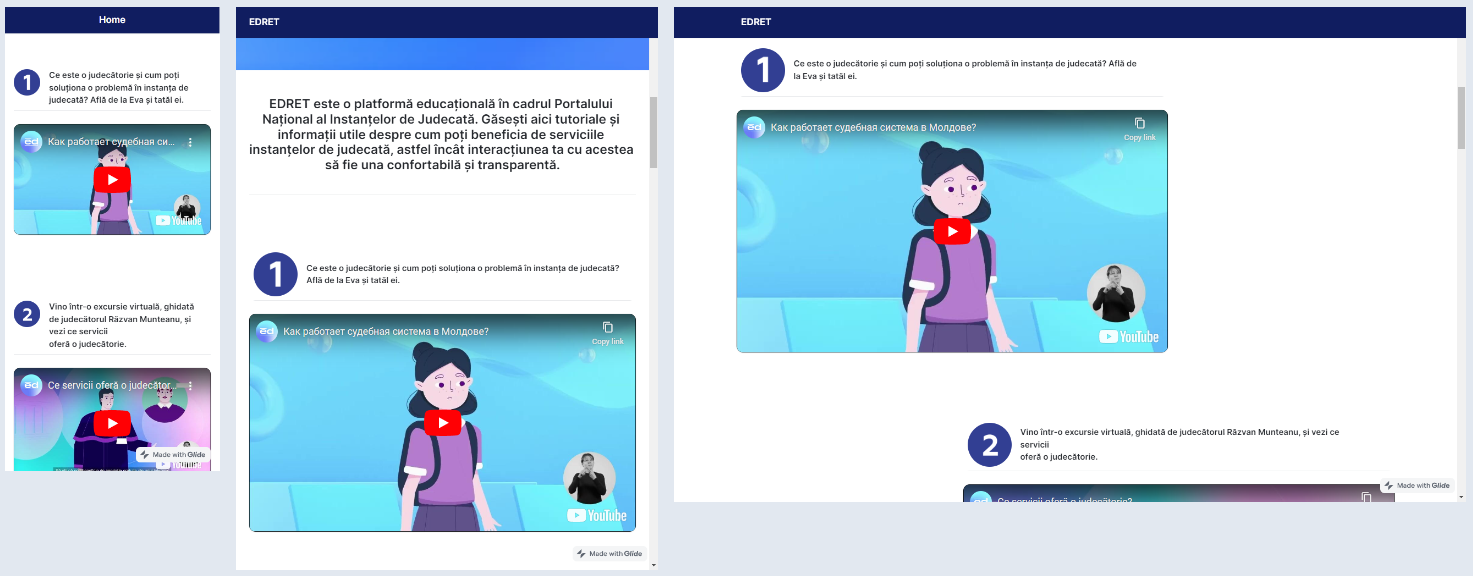 Home
1
Ce este o judecătorie și cum poți
soluționa o problemă în instanța de
judecată? Află de la Eva și tatăl ei.
ëd
Как работает судебная си...
YouTube
2
Vino într-o excursie virtuală, ghidată
de judecătorul Răzvan Munteanu, și
vezi ce servicii
oferă o judecătorie.
ëd
Ce servicii oferă o judecător...
Made with Glide
EDRET
EDRET este o platformă educațională în cadrul Portalului
Național al Instanțelor de Judecată. Găsești aici tutoriale și
informații utile despre cum poți beneficia de serviciile
instanțelor de judecată, astfel încât interacțiunea ta cu acestea
să fie una confortabilă și transparentă.
1
Ce este o judecătorie și cum poți soluționa o problemă în instanța de judecată?
Află de la Eva și tatăl ei.
ëd
Как работает судебная система в Молдове?
Copy link
YouTube
Made with Glide
EDRET
1
Ce este o judecătorie și cum poți soluționa o problemă în instanța de judecată? Află de
la Eva și tatăl ei.
ëd
Как работает судебная система в Молдове?
Copy link
YouTube
2
Vino într-o excursie virtuală, ghidată de judecătorul Răzvan Munteanu, și vezi ce
servicii
oferă o judecătorie.
Ce servicii oferă o judecătorie?
Made with Glide